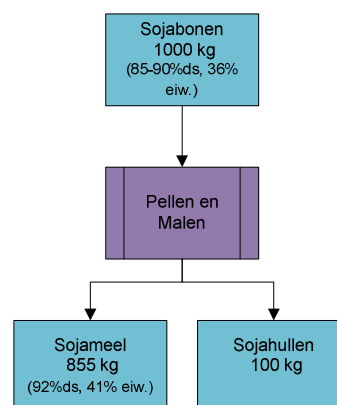 Sojabonen
1000 kg
(85-90%ds, 36%
eiw.)
Pellen en
Malen
Sojameel
855 kg
(92%ds, 41% eiw.)
Sojahullen
100 kg